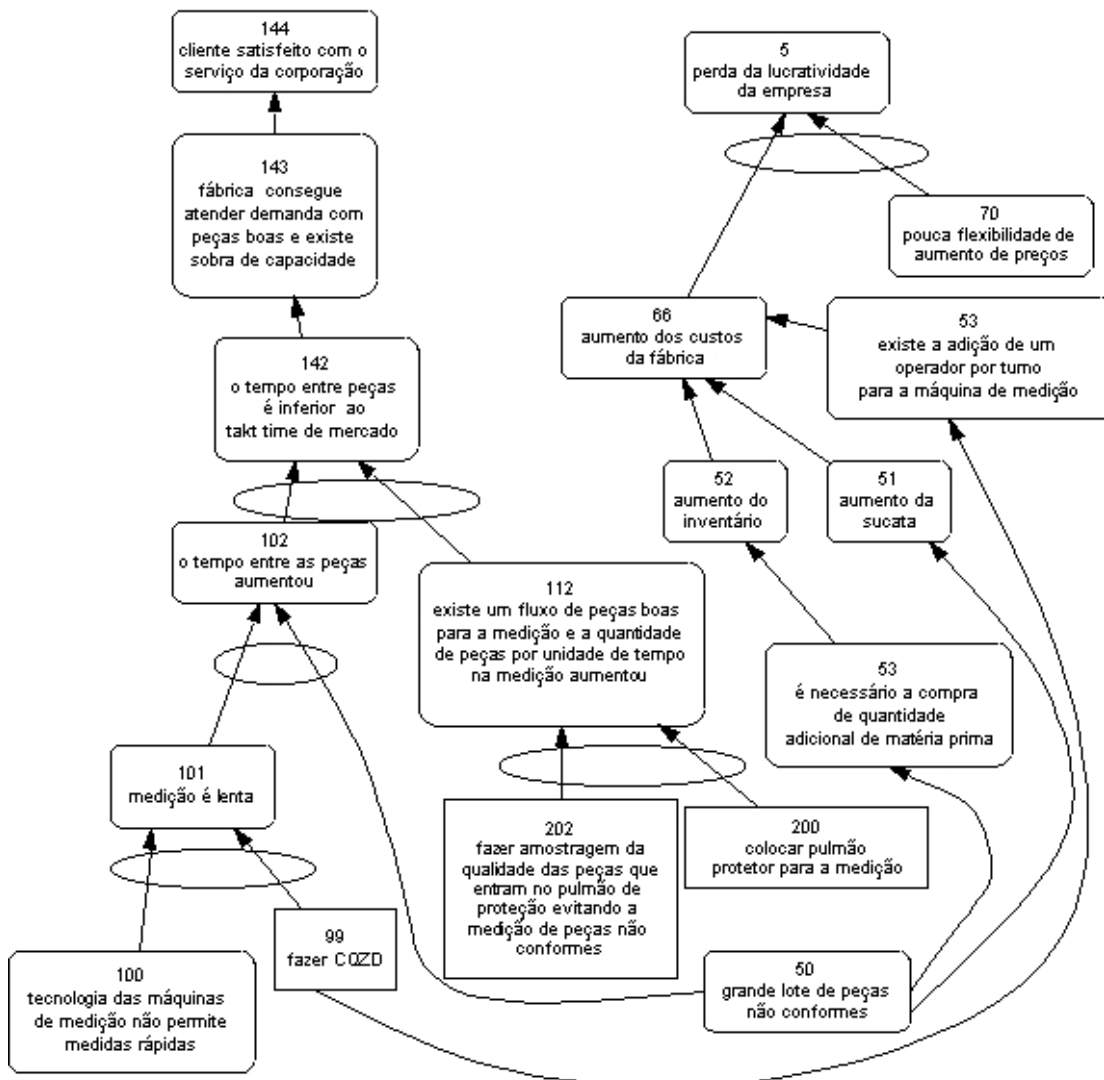 144
cliente satisfeito com o
serviço da corporação
5
perda da lucratividade
da empresa
143
fábrica consegue
atender demanda com
peças boas e existe
sobra de capacidade
70
pouca flexibilidade de
aumento de preços
66
aumento dos custos
da fábrica
53
existe a adição de um
operador por turno
para a máquina de medição
142
o tempo entre peças
é inferior ao
takt time de mercado
52
aumento do
inventário
51
aumento da
sucata
102
o tempo entre as peças
aumentou
112
existe um fluxo de peças boas
para a medição e a quantidade
de peças por unidade de tempo
na medição aumentou
53
é necessário a compra
de quantidade
adicional de matéria prima
101
medição é lenta
202
fazer amostragem da
qualidade das peças que
entram no pulmão de
proteção evitando a
medição de peças não
conformes
200
colocar pulmão
protetor para a medição
99
fazer CQZD
100
tecnologia das máquinas
de medição não permite
medidas rápidas
50
grande lote de peças
não conformes